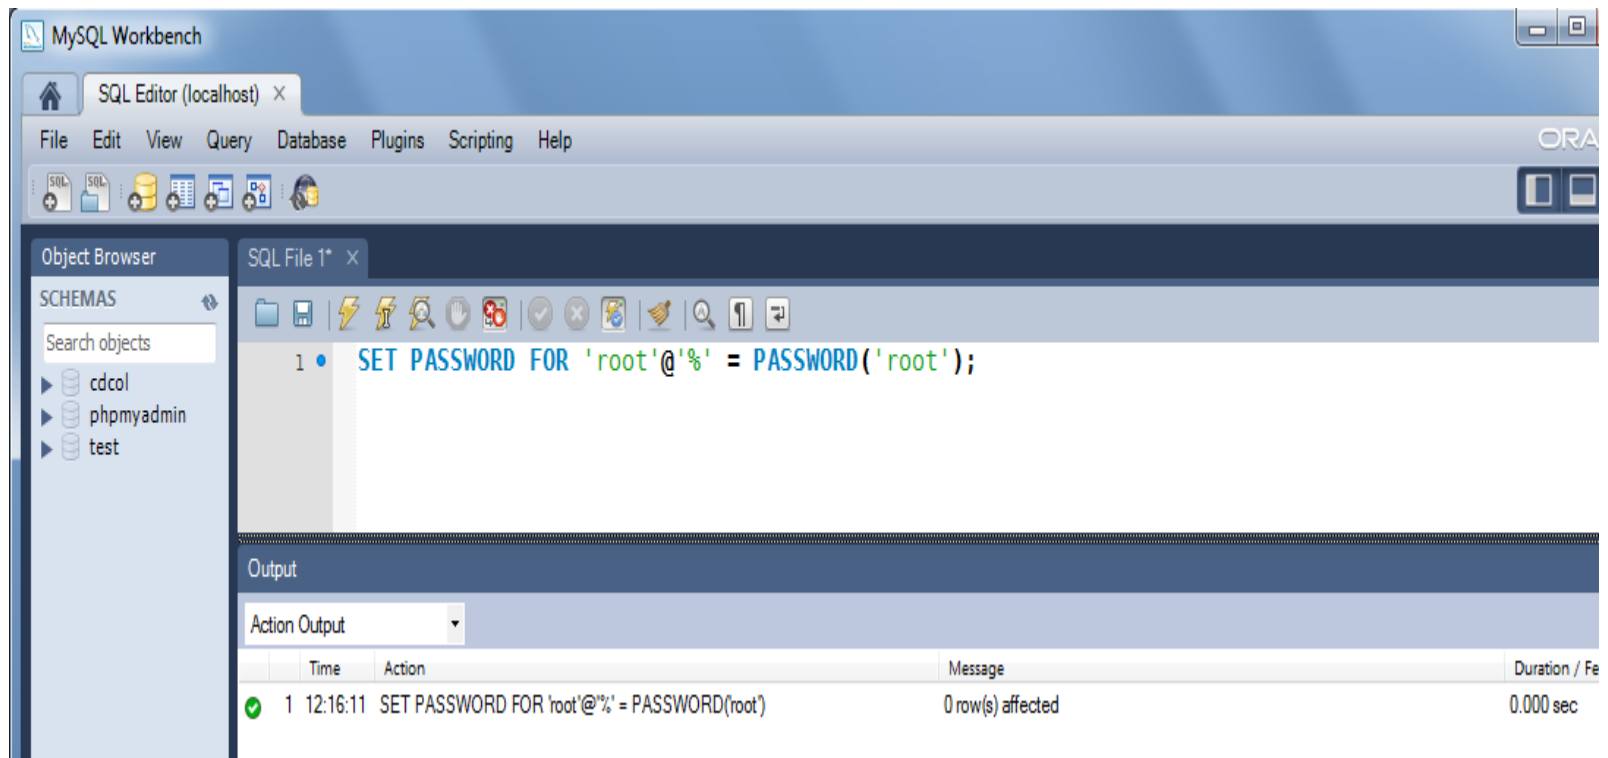 MySQL Workbench
SQL Editor (localhost) ×
File Edit View Query Database Plugins Scripting Help
ORA
SQL SQL
Object Browser
SQL File 1* ×
SCHEMAS
Search objects
1 SET PASSWORD FOR 'root'@'%' = PASSWORD('root');
cdcol
phpmyadmin
test
Output
Action Output
Time Action Message Duration / Fe
1 12:16:11 SET PASSWORD FOR 'root'@'%' = PASSWORD('root') 0 row(s) affected 0.000 sec